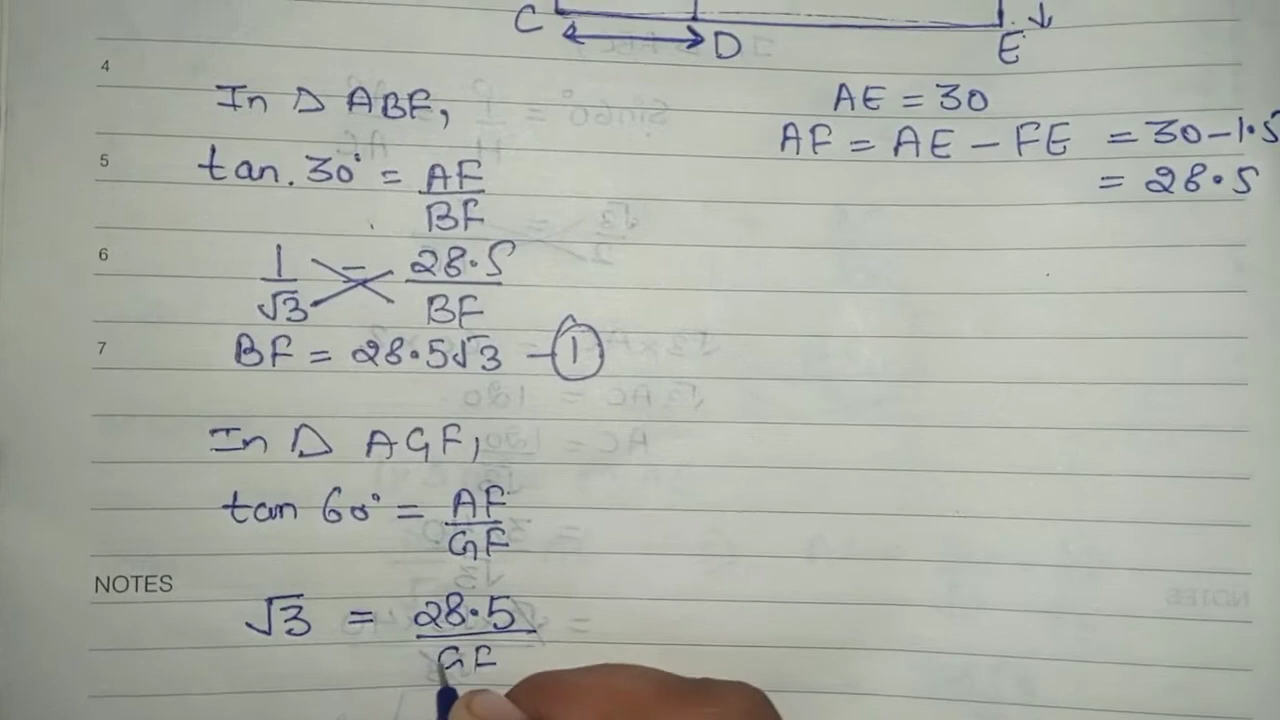 C D E
4
In Δ ABF,
AE = 30
AF = AE - FE = 30-1.5
= 28.5
5
tan. 30° = AF/BF
6
1/√3 = 28.5/BF
7
BF = 28.5√3 - ①
In Δ AGF,
tan 60° = AF/GF
NOTES
√3 = 28.5/GF